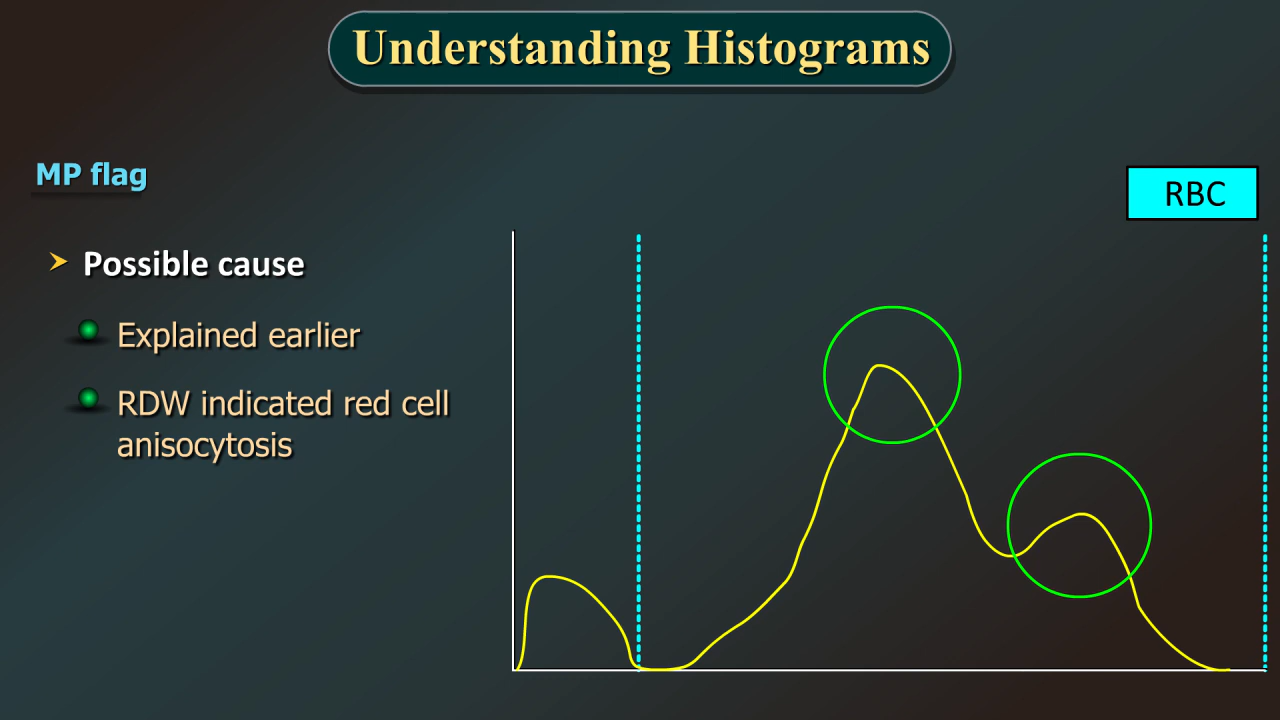 Understanding Histograms
MP flag
RBC
Possible cause
Explained earlier
RDW indicated red cell
anisocytosis